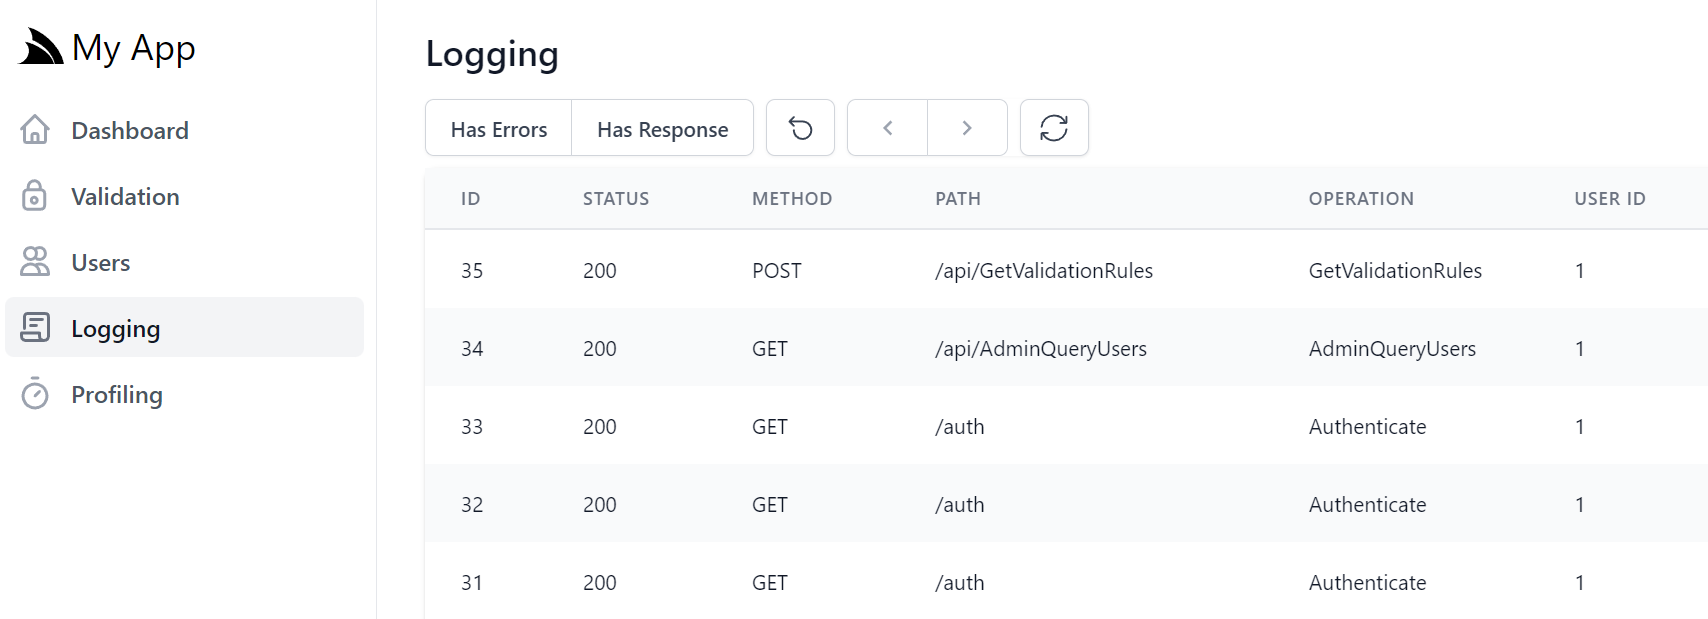 My App
Dashboard
Validation
Users
Logging
Profiling
Logging
Has Errors Has Response
ID STATUS METHOD PATH OPERATION USER ID
35 200 POST /api/GetValidationRules GetValidationRules 1
34 200 GET /api/AdminQueryUsers AdminQueryUsers 1
33 200 GET /auth Authenticate 1
32 200 GET /auth Authenticate 1
31 200 GET /auth Authenticate 1